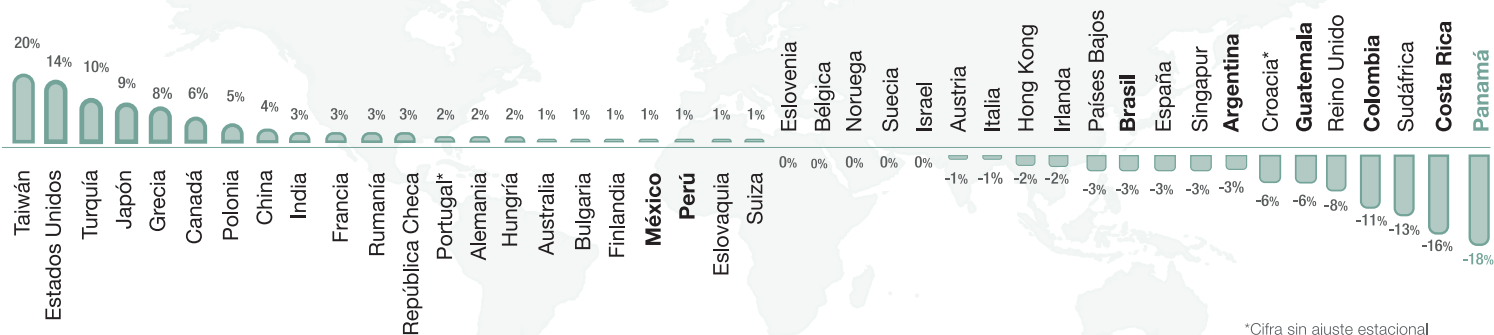 Taiwán 20%
Estados Unidos 14%
Turquía 10%
Japón 9%
Grecia 8%
Canadá 6%
Polonia 5%
China 4%
India 3%
Francia 3%
Rumanía 3%
República Checa 3%
Portugal* 2%
Alemania 2%
Hungría 2%
Australia 1%
Bulgaria 1%
Finlandia 1%
México 1%
Perú 1%
Eslovaquia 1%
Suiza 1%
Eslovenia 0%
Bélgica 0%
Noruega 0%
Suecia 0%
Israel 0%
Austria -1%
Italia -1%
Hong Kong -2%
Irlanda -2%
Países Bajos -3%
Brasil -3%
España -3%
Singapur -3%
Argentina -3%
Croacia* -6%
Guatemala -6%
Reino Unido -8%
Colombia -11%
Sudáfrica -13%
Costa Rica -16%
Panamá -18%
*Cifra sin ajuste estacional